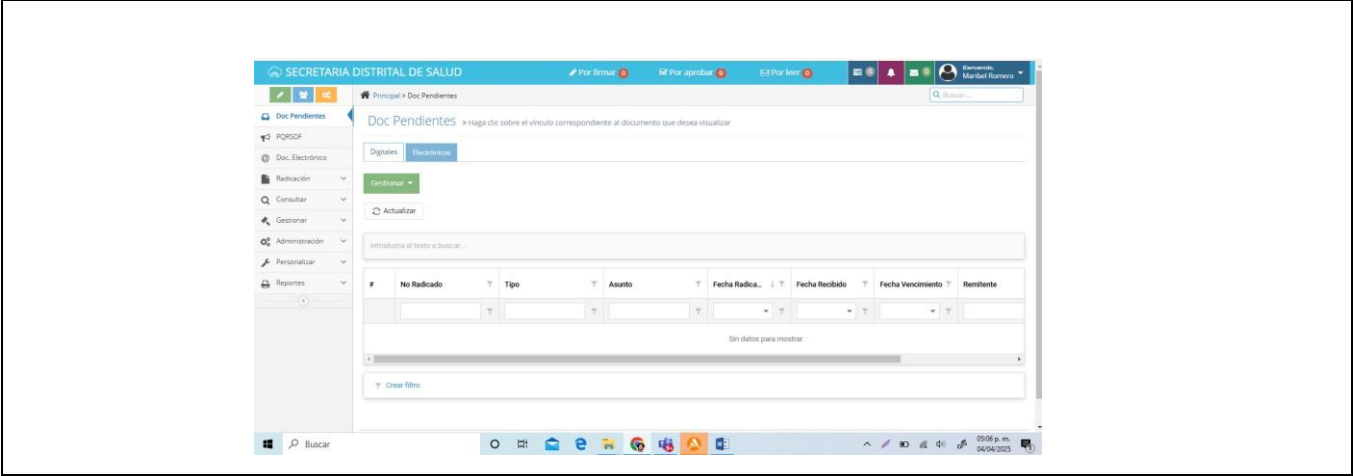 SECRETARIA DISTRITAL DE SALUD
Por firmar 0
Por aprobar 0
Por leer 0
0
0
Bienvenido,
Maribel Romero
Principal > Doc Pendientes
Buscar ...
Doc Pendientes
PQRSDF
@ Doc. Electrónico
Radicación
Consultar
Gestionar
Administración
Personalizar
Reportes
Doc Pendientes » Haga clic sobre el vínculo correspondiente al documento que desea visualizar
Digitales Electrónicos
Gestionar
Actualizar
Introduzca el texto a buscar...
# No Radicado Tipo Asunto Fecha Radica... Fecha Recibido Fecha Vencimiento Remitente
Sin datos para mostrar
Crear filtro
Buscar
05:06 p. m.
04/04/2025